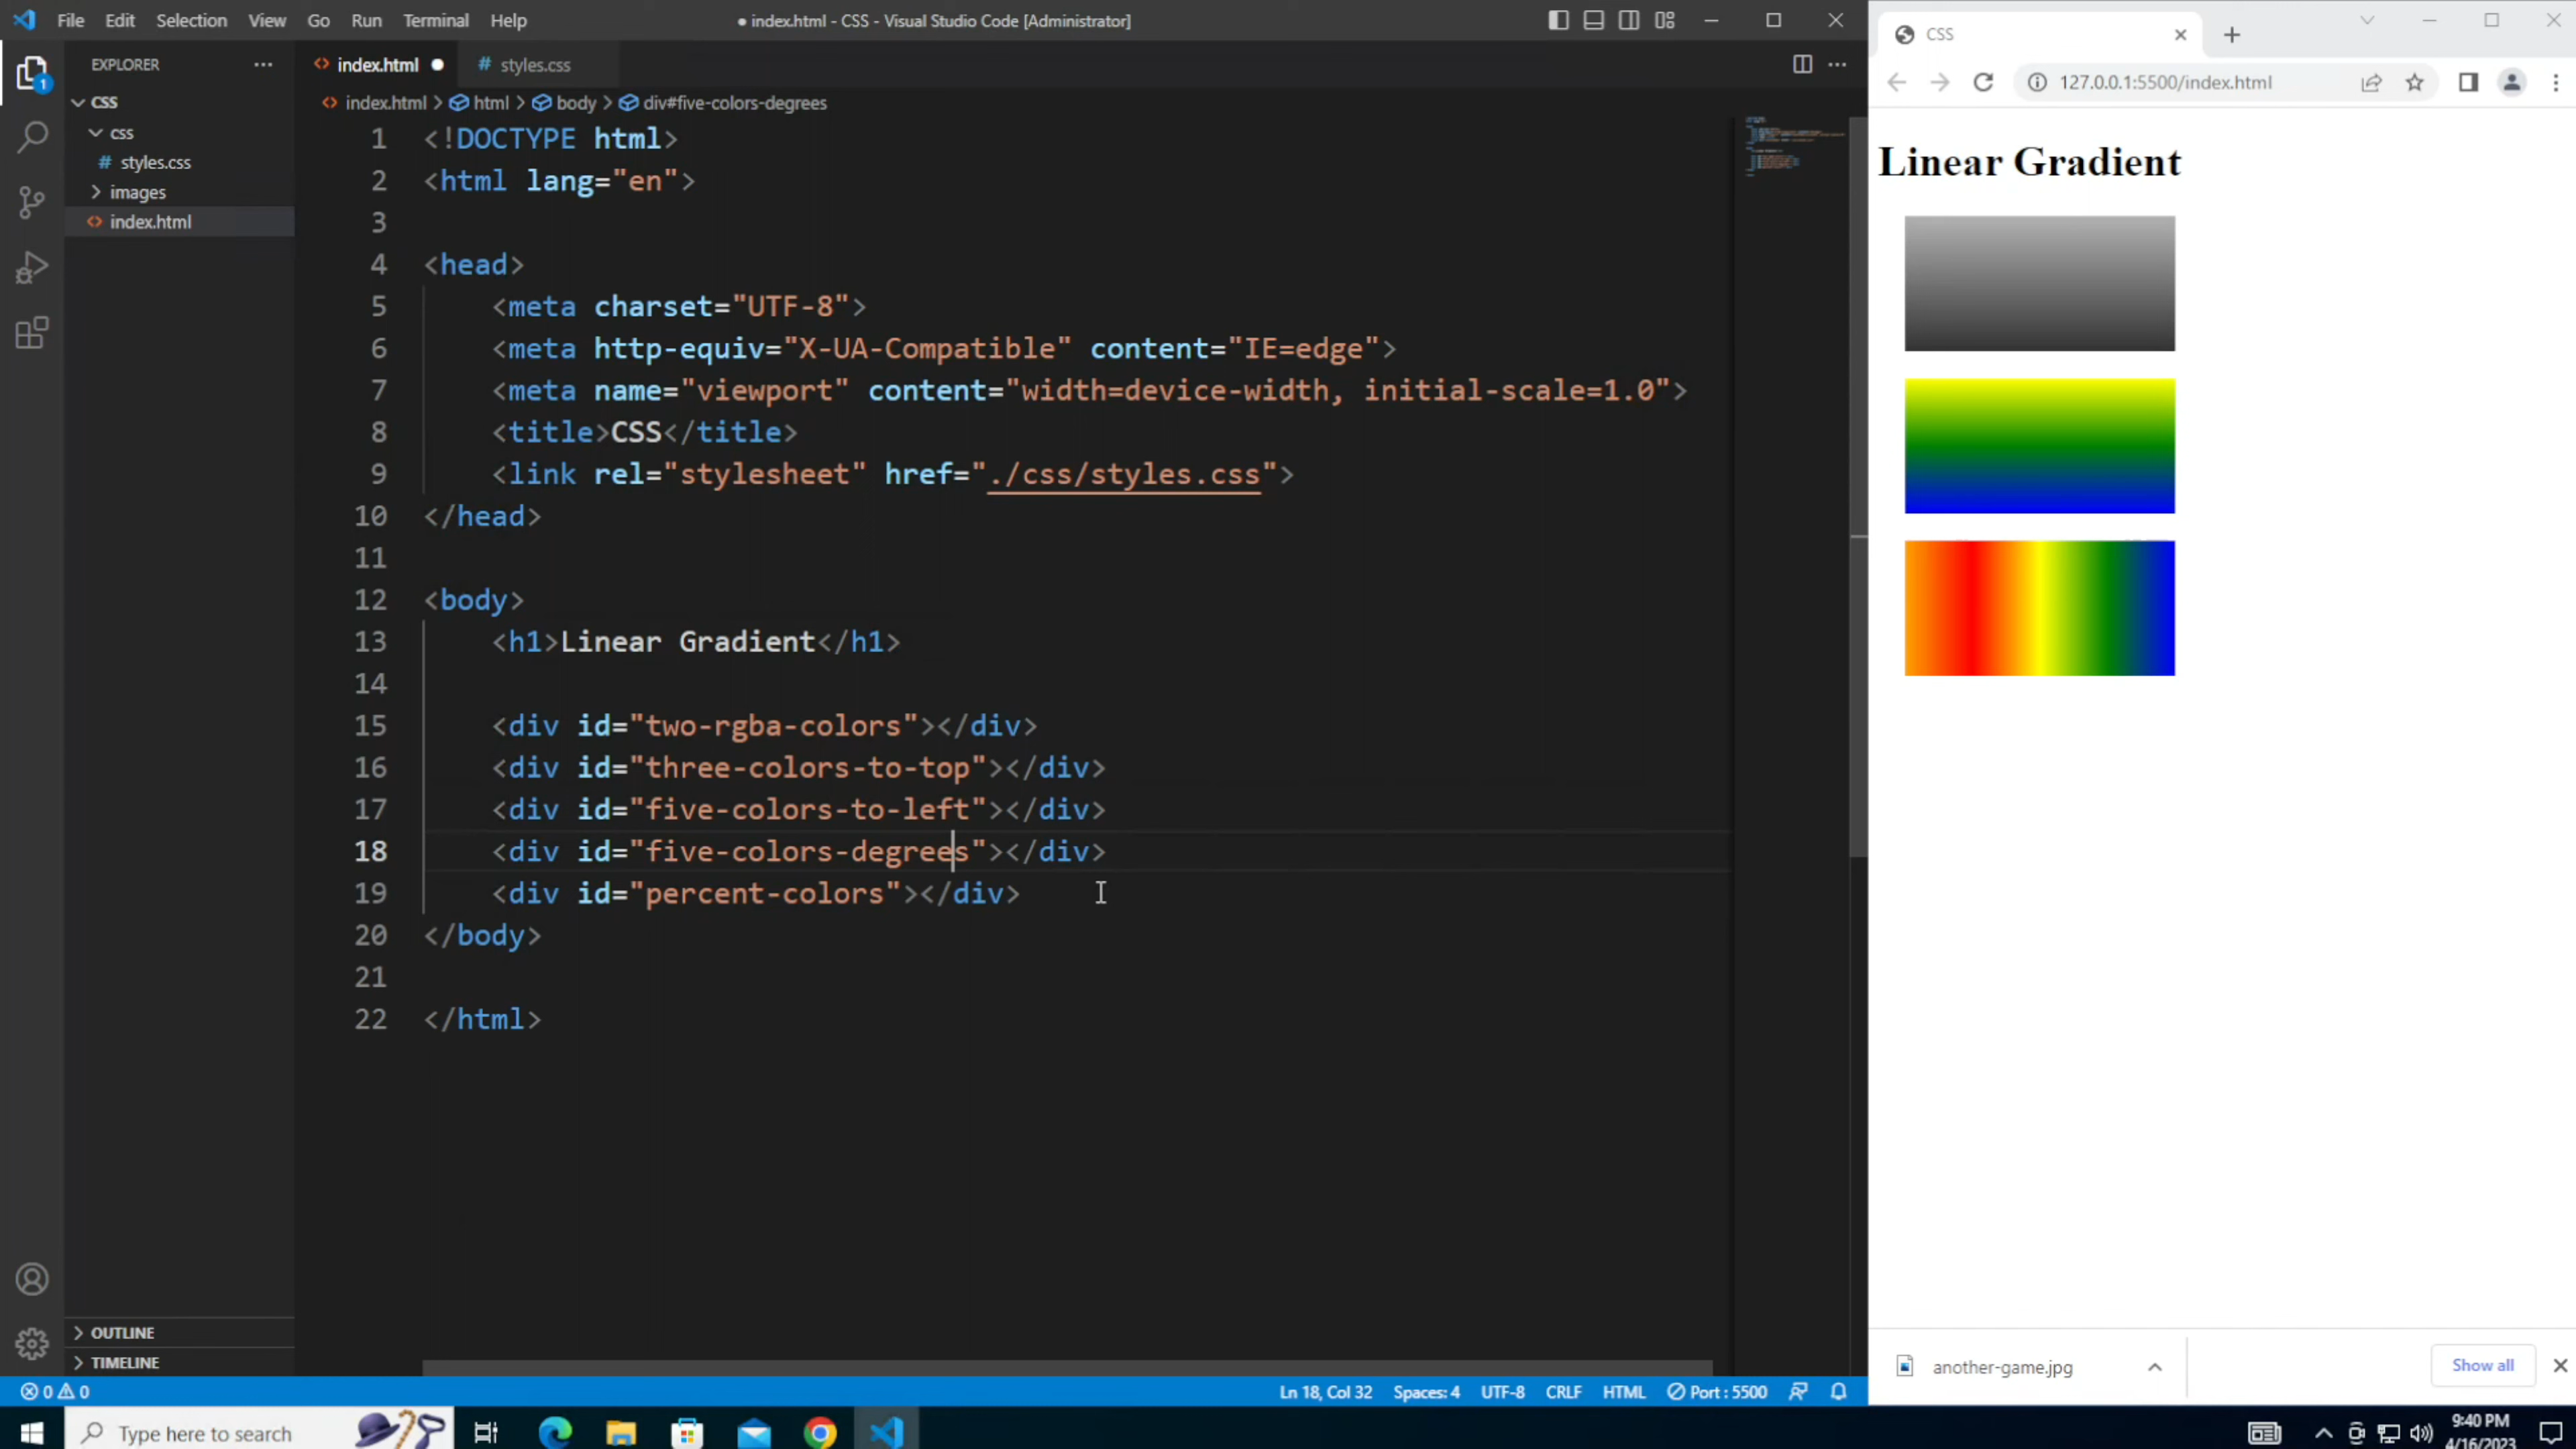 File Edit Selection View Go Run Terminal Help
● index.html - CSS - Visual Studio Code [Administrator]
EXPLORER
CSS
css
# styles.css
images
<> index.html
OUTLINE
TIMELINE
<> index.html ●
# styles.css
<> index.html > html > body > div#five-colors-degrees
1 <!DOCTYPE html>
2 <html lang="en">
3
4 <head>
5 <meta charset="UTF-8">
6 <meta http-equiv="X-UA-Compatible" content="IE=edge">
7 <meta name="viewport" content="width=device-width, initial-scale=1.0">
8 <title>CSS</title>
9 <link rel="stylesheet" href="./css/styles.css">
10 </head>
11
12 <body>
13 <h1>Linear Gradient</h1>
14
15 <div id="two-rgba-colors"></div>
16 <div id="three-colors-to-top"></div>
17 <div id="five-colors-to-left"></div>
18 <div id="five-colors-degrees"></div>
19 <div id="percent-colors"></div>
20 </body>
21
22 </html>
0 0 Ln 18, Col 32 Spaces: 4 UTF-8 CRLF HTML Port : 5500
CSS
127.0.0.1:5500/index.html
Linear Gradient
another-game.jpg
Show all
1
Type here to search
9:40 PM
4/16/2023